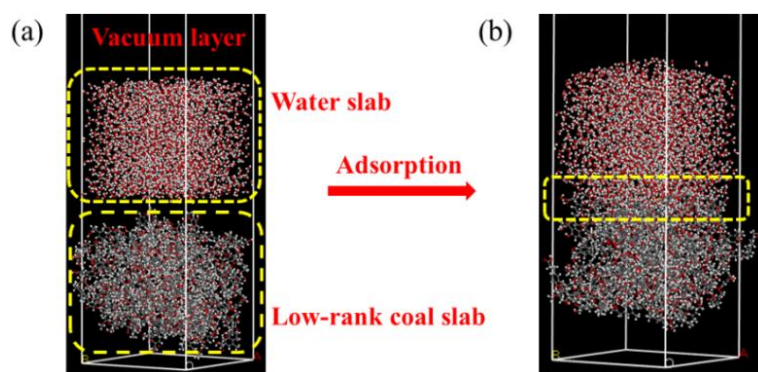 (a)
Vacuum layer
Water slab
Adsorption
Low-rank coal slab
B
A
(b)
B
O
A